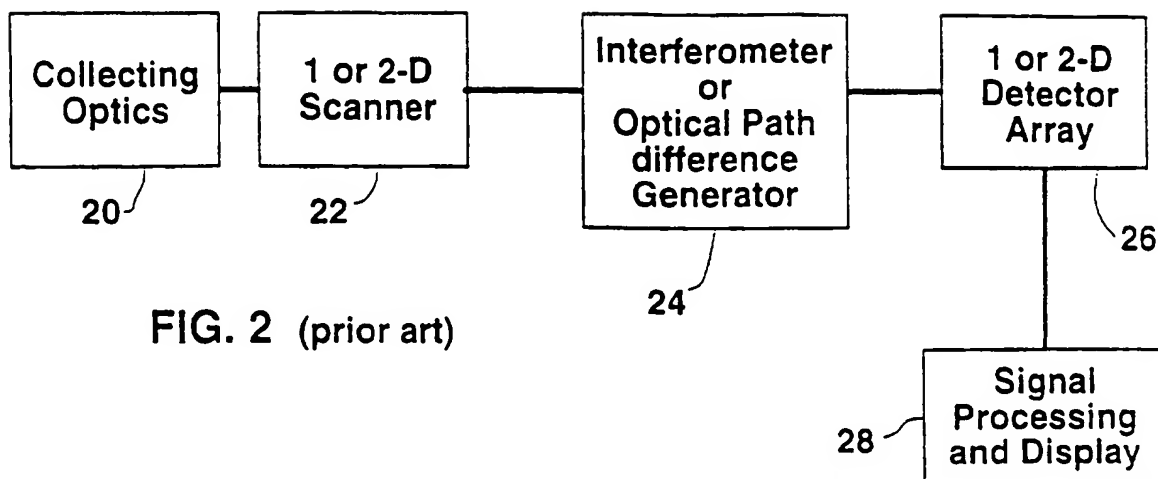 Collecting
Optics
20
1 or 2-D
Scanner
22
Interferometer
or
Optical Path
difference
Generator
24
1 or 2-D
Detector
Array
26
Signal
Processing
and Display
28
FIG. 2 (prior art)